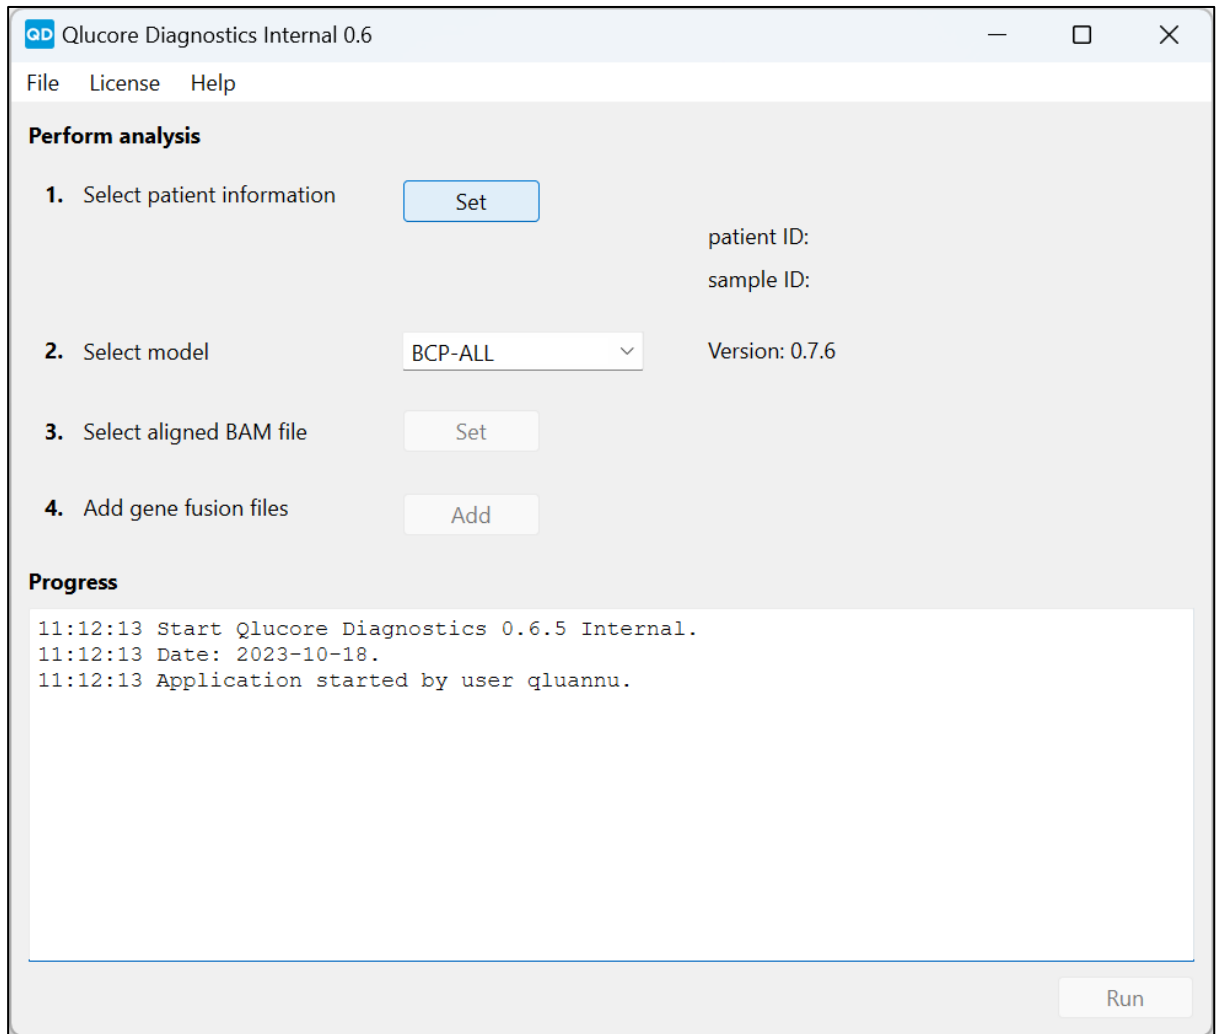 QD Qlucore Diagnostics Internal 0.6
File License Help
Perform analysis
1. Select patient information Set
patient ID:
sample ID:
2. Select model BCP-ALL Version: 0.7.6
3. Select aligned BAM file Set
4. Add gene fusion files Add
Progress
11:12:13 Start Qlucore Diagnostics 0.6.5 Internal.
11:12:13 Date: 2023-10-18.
11:12:13 Application started by user qluannu.
Run